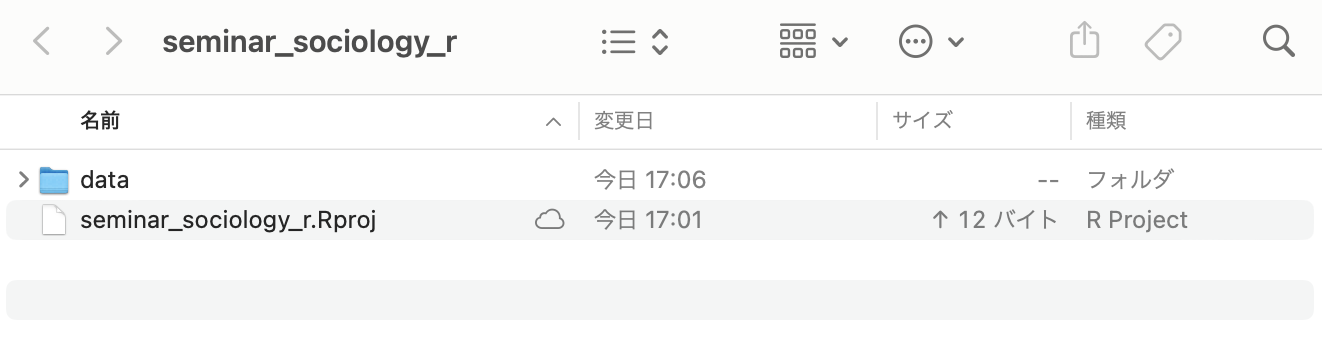 seminar_sociology_r
名前 変更日 サイズ 種類
data 今日 17:06 -- フォルダ
seminar_sociology_r.Rproj 今日 17:01 ↑ 12 バイト R Project